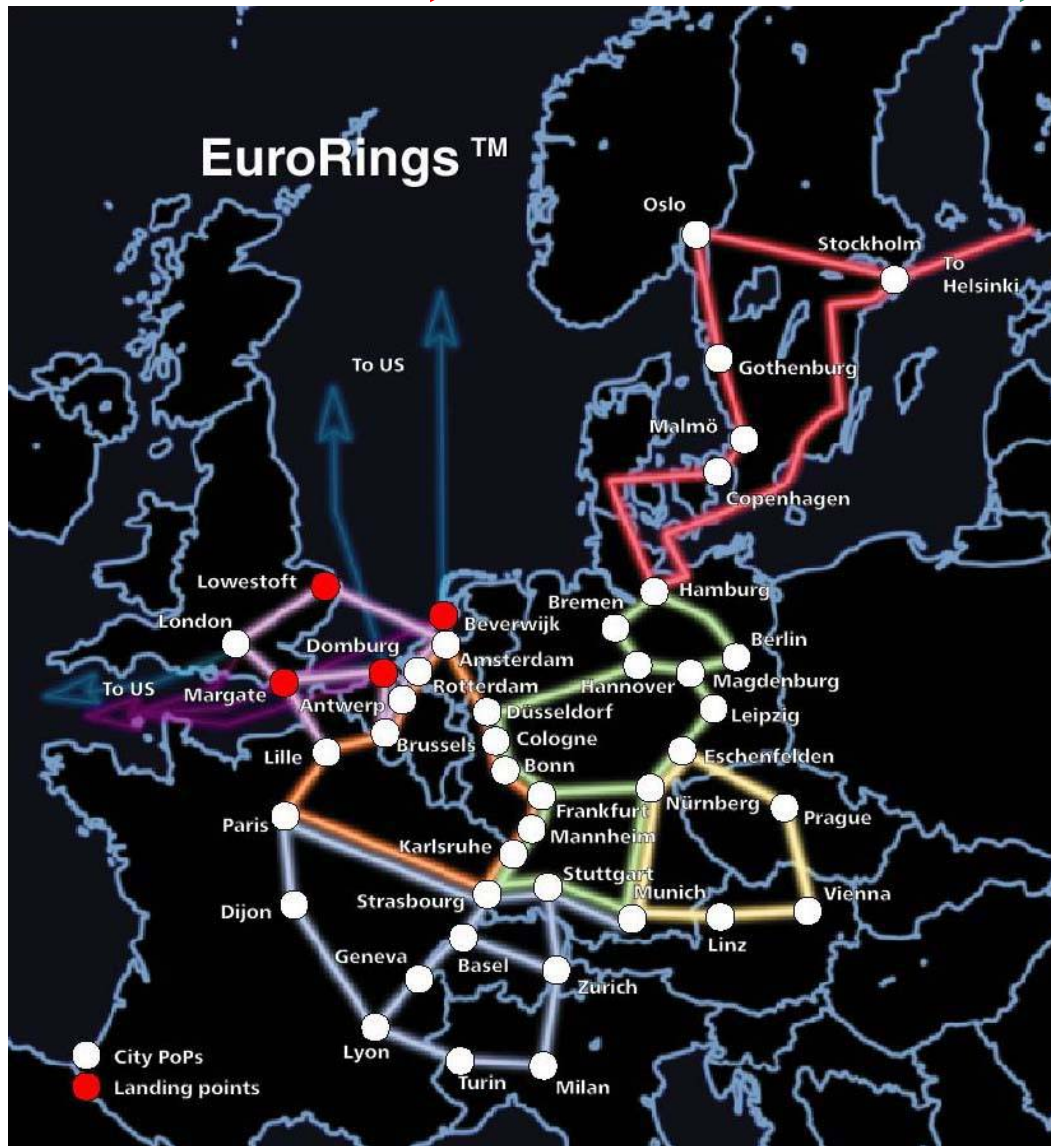 EuroRings ™
Oslo
Stockholm
To
Helsinki
To US
Gothenburg
Malmö
Copenhagen
Lowestoft
Hamburg
Bremen
London
Beverwijk
Berlin
Domburg
Amsterdam
To US
Margate
Rotterdam
Hannover
Magdenburg
Antwerp
Düsseldorf
Leipzig
Brussels
Cologne
Lille
Eschenfelden
Bonn
Frankfurt
Nürnberg
Prague
Paris
Mannheim
Karlsruhe
Stuttgart
Munich
Vienna
Strasbourg
Dijon
Linz
Geneva
Basel
Zurich
Lyon
City PoPs
Turin
Milan
Landing points